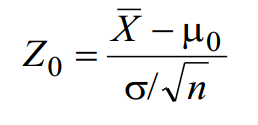 Z₀ = (X̄ − μ₀) / (σ/√n)